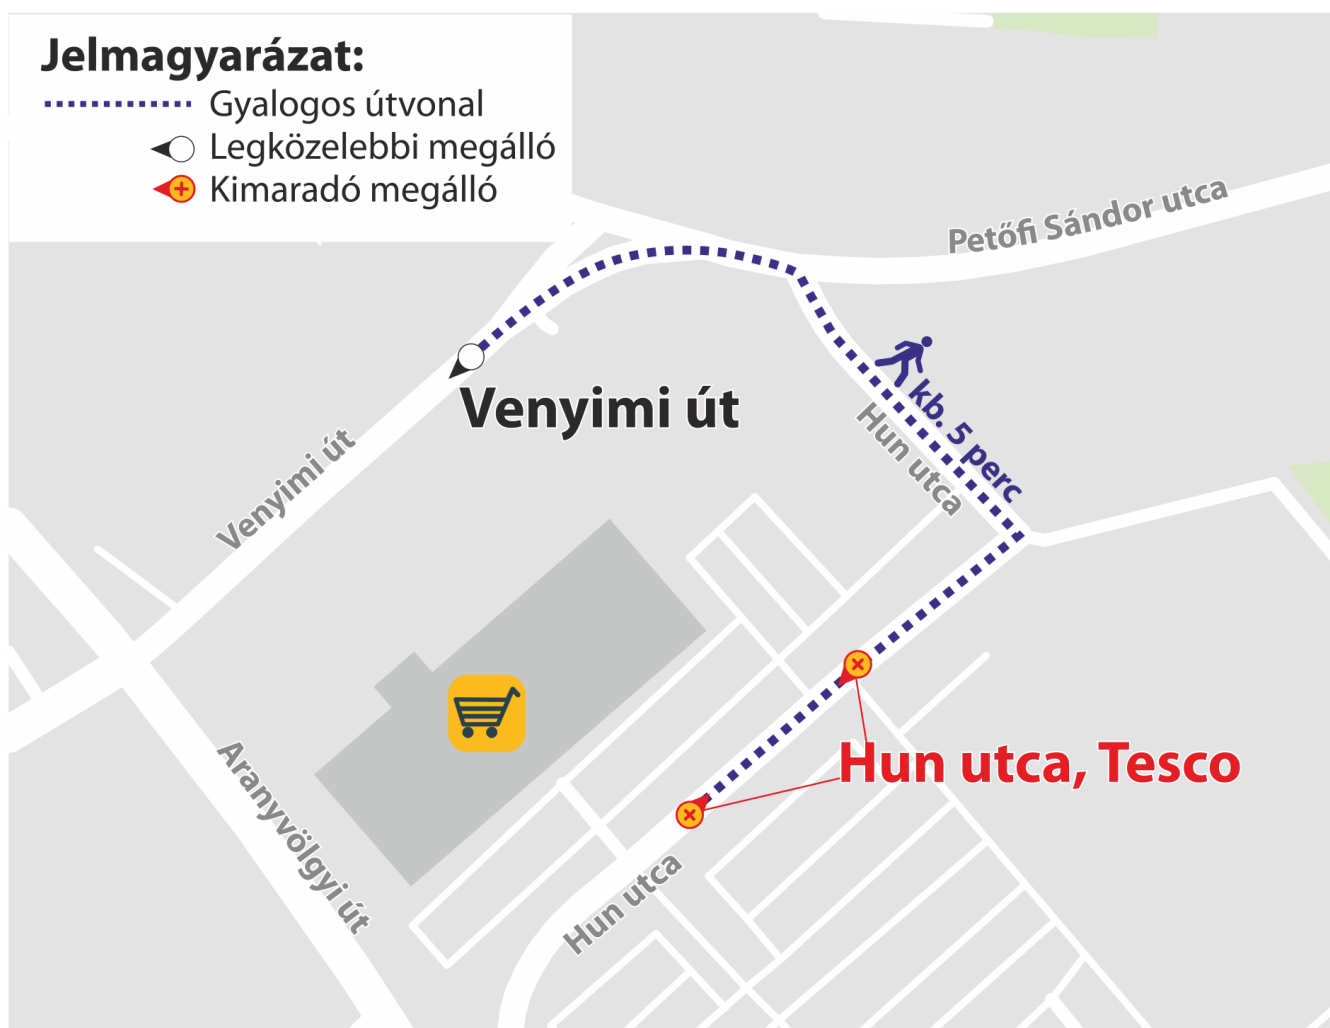 Jelmagyarázat:
Gyalogos útvonal
Legközelebbi megálló
Kimaradó megálló
Petőfi Sándor utca
kb. 5 perc
Venyimi út
Hun utca
Venyimi út
Hun utca, Tesco
Aranyvölgyi út
Hun utca